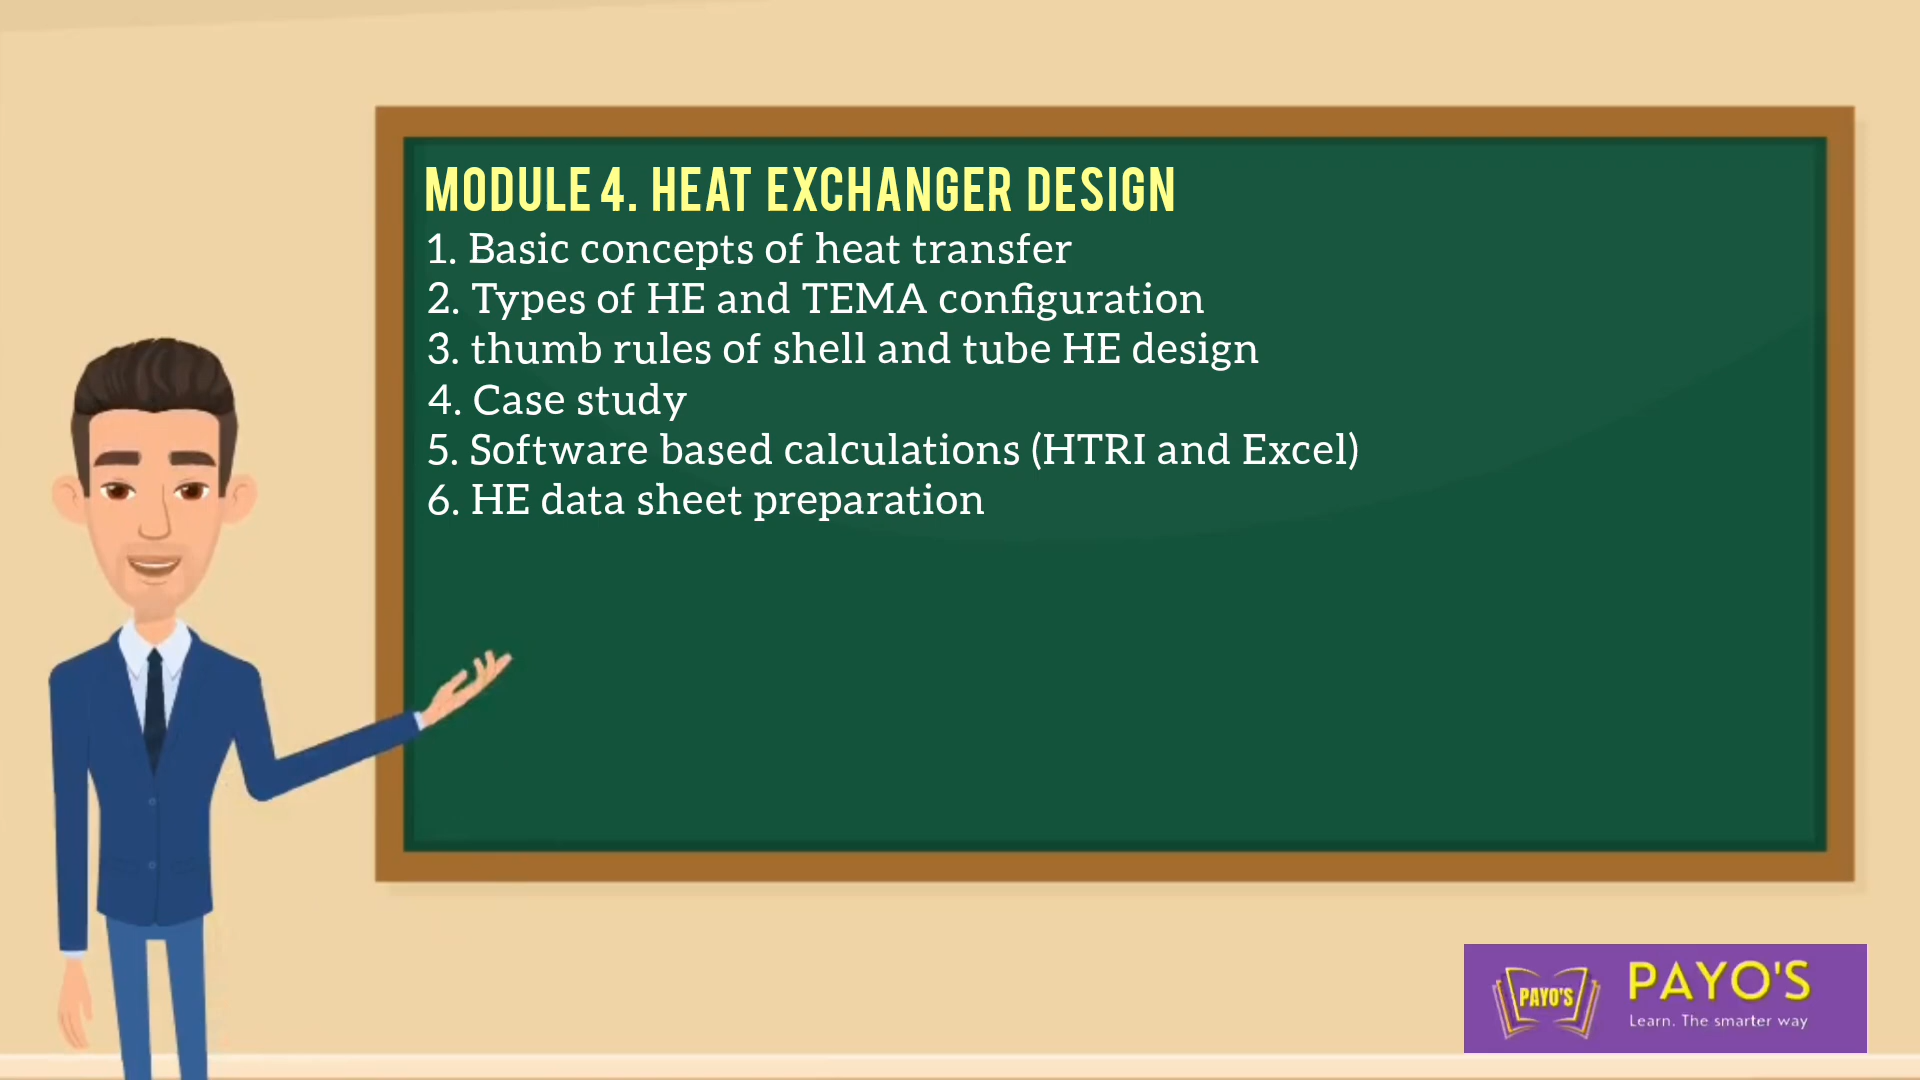 MODULE 4. HEAT EXCHANGER DESIGN
1. Basic concepts of heat transfer
2. Types of HE and TEMA configuration
3. thumb rules of shell and tube HE design
4. Case study
5. Software based calculations (HTRI and Excel)
6. HE data sheet preparation
PAYO'S
PAYO'S
Learn. The smarter way